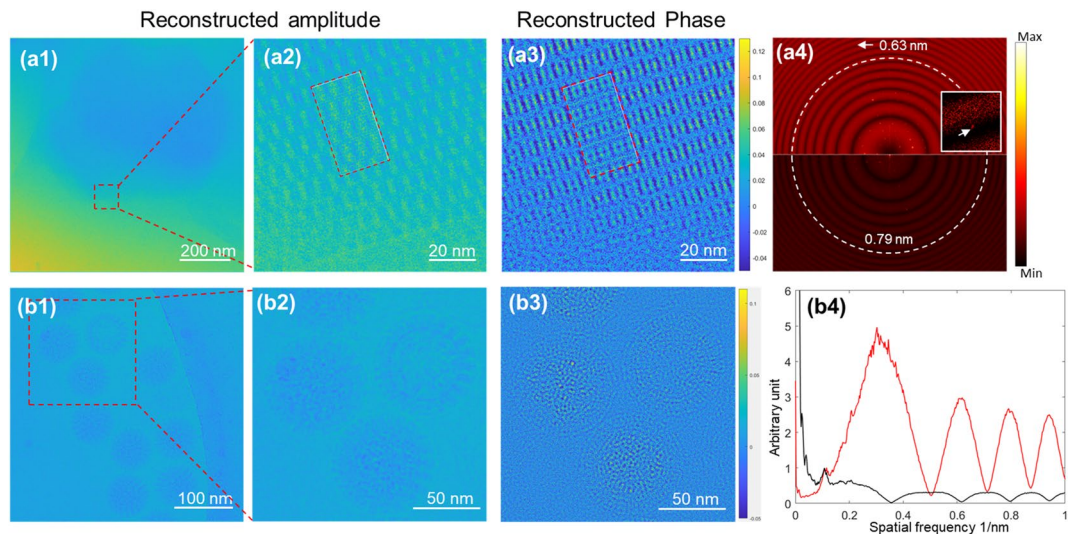 Reconstructed amplitude
Reconstructed Phase
(a1)
200 nm
(a2)
20 nm
(a3)
20 nm
0.12
0.1
0.08
0.06
0.04
0.02
0
-0.02
-0.04
(a4)
0.63 nm
0.79 nm
Max
Min
(b1)
100 nm
(b2)
50 nm
(b3)
50 nm
0.1
0.05
0
-0.05
(b4)
Arbitrary unit
6
5
4
3
2
1
0
0 0.2 0.4 0.6 0.8 1
Spatial frequency 1/nm